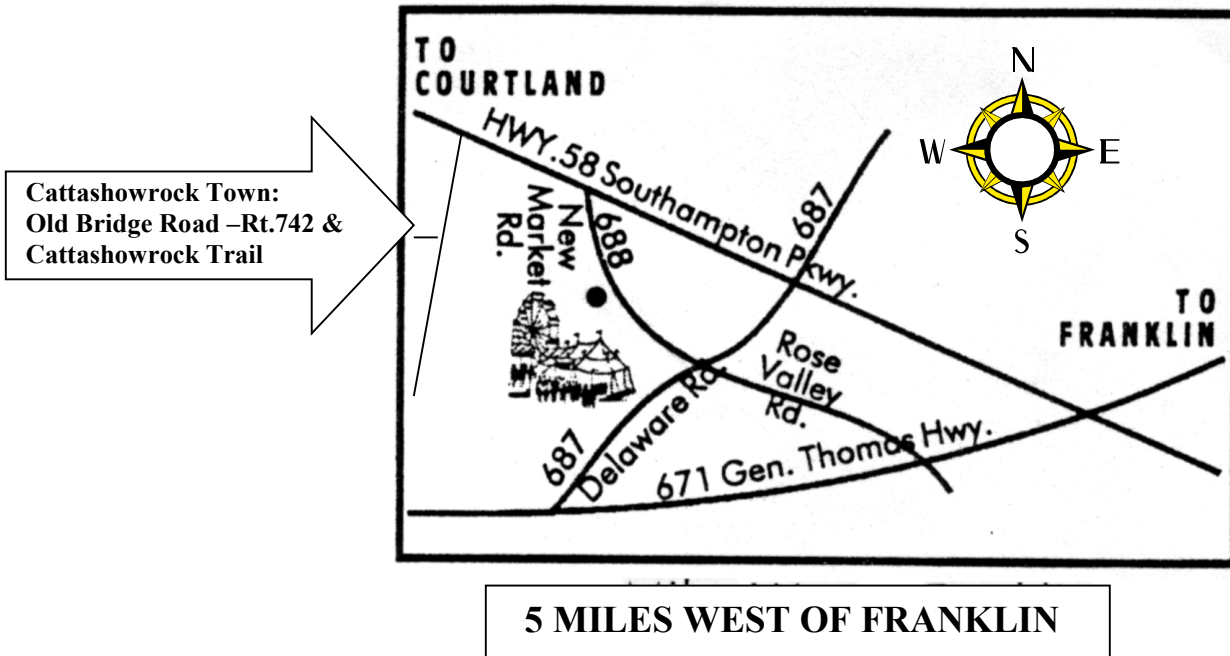 TO
COURTLAND
HWY.58 Southampton Pkwy.
N
W
E
S
Cattashowrock Town:
Old Bridge Road –Rt.742 &
Cattashowrock Trail
New
Market
Rd.
688
687
TO
FRANKLIN
Rose
Valley
Rd.
Delaware Rd.
687
671 Gen. Thomas Hwy.
5 MILES WEST OF FRANKLIN